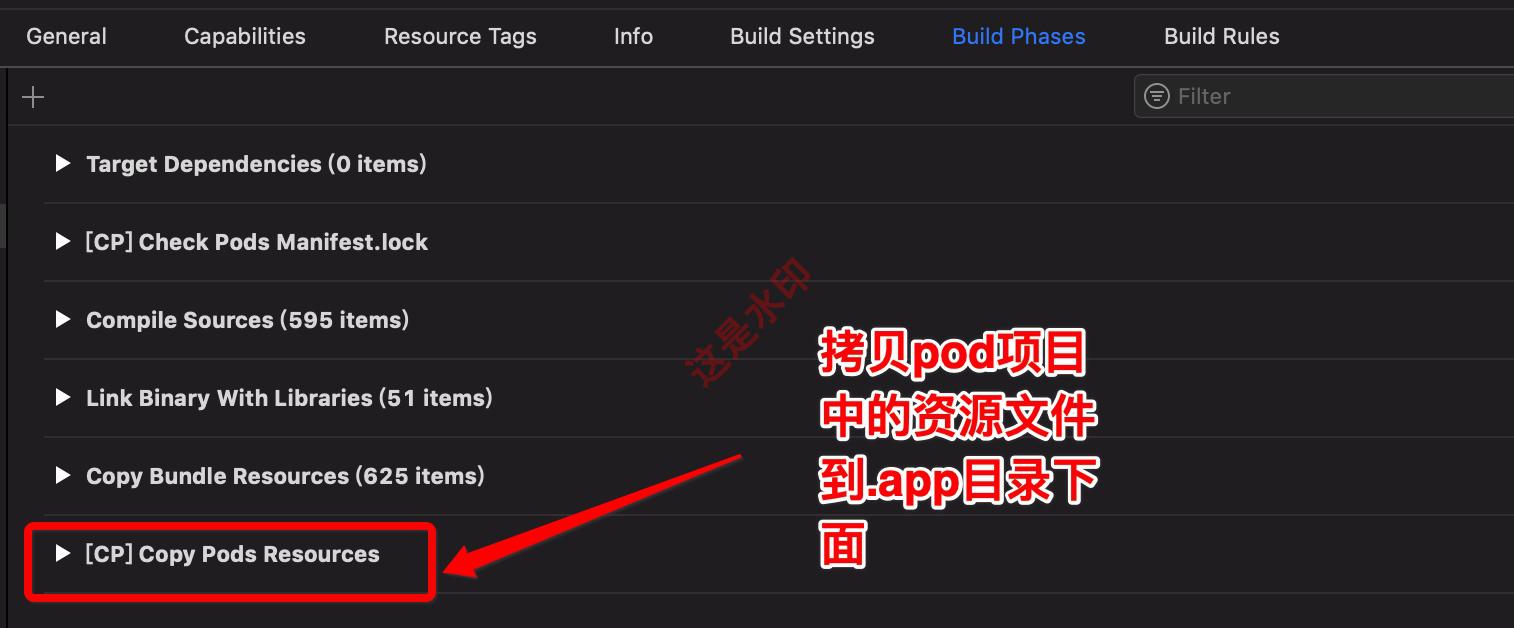 General Capabilities Resource Tags Info Build Settings Build Phases Build Rules
Filter
Target Dependencies (0 items)
[CP] Check Pods Manifest.lock
Compile Sources (595 items)
Link Binary With Libraries (51 items)
Copy Bundle Resources (625 items)
[CP] Copy Pods Resources
这是水印
拷贝pod项目
中的资源文件
到.app目录下
面